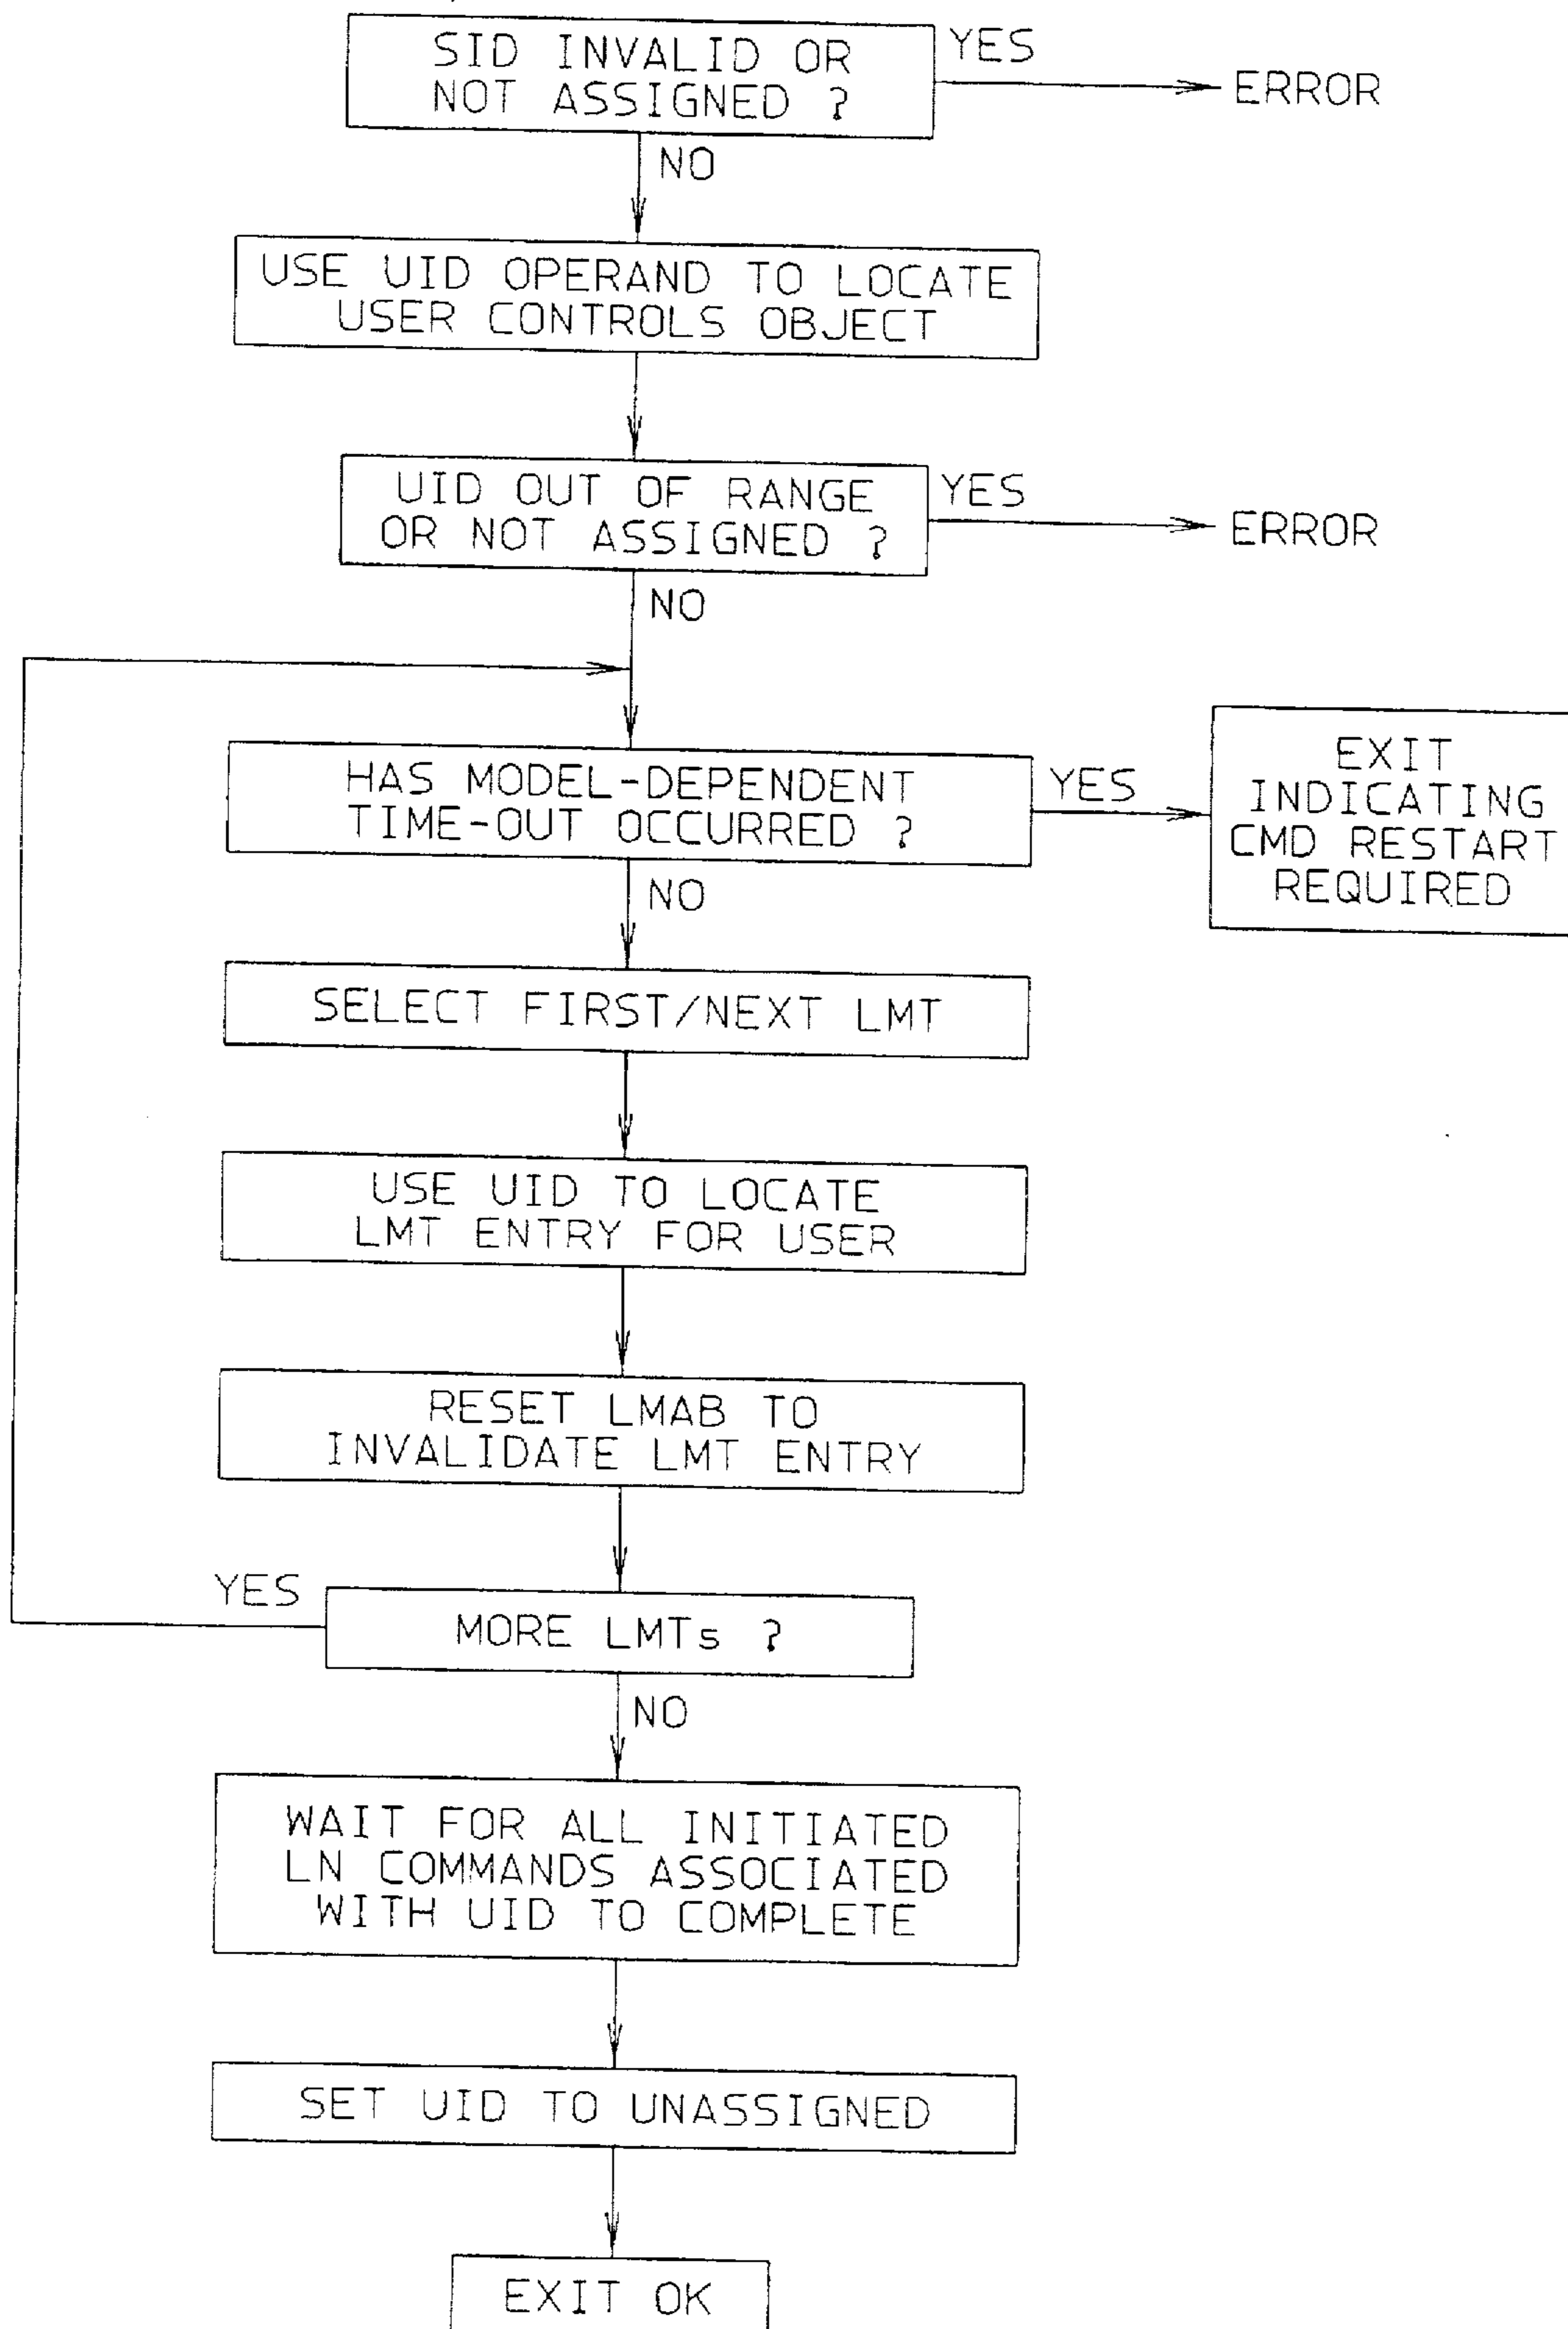 SID INVALID OR
NOT ASSIGNED ?
YES
ERROR
NO
USE UID OPERAND TO LOCATE
USER CONTROLS OBJECT
UID OUT OF RANGE
OR NOT ASSIGNED ?
YES
ERROR
NO
HAS MODEL-DEPENDENT
TIME-OUT OCCURRED ?
YES
EXIT
INDICATING
CMD RESTART
REQUIRED
NO
SELECT FIRST/NEXT LMT
USE UID TO LOCATE
LMT ENTRY FOR USER
RESET LMAB TO
INVALIDATE LMT ENTRY
YES
MORE LMTs ?
NO
WAIT FOR ALL INITIATED
LN COMMANDS ASSOCIATED
WITH UID TO COMPLETE
SET UID TO UNASSIGNED
EXIT OK